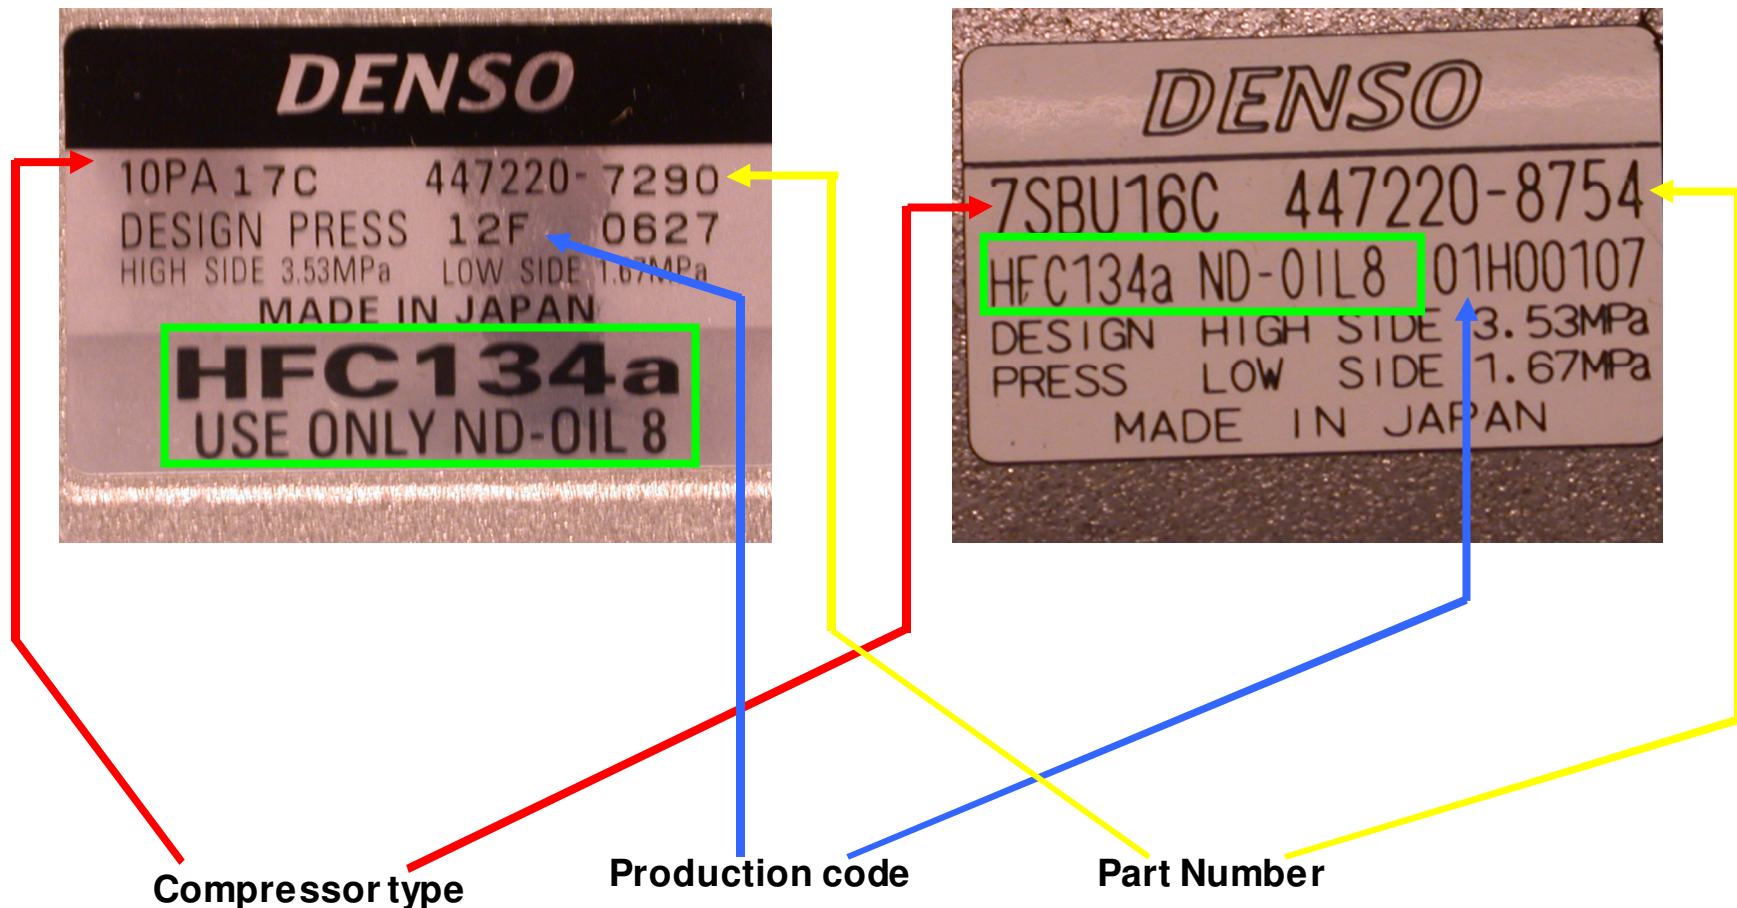 DENSO
10PA 17C 447220-7290
DESIGN PRESS 12F 0627
HIGH SIDE 3.53MPa LOW SIDE 1.67MPa
MADE IN JAPAN
HFC134a
USE ONLY ND-OIL 8
DENSO
7SBU16C 447220-8754
HFC134a ND-OIL8 01H00107
DESIGN HIGH SIDE 3.53MPa
PRESS LOW SIDE 1.67MPa
MADE IN JAPAN
Compressor type
Production code
Part Number